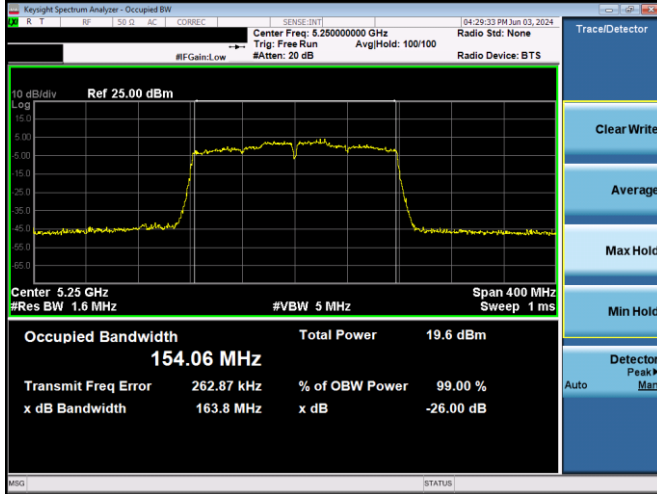 Keysight Spectrum Analyzer - Occupied BW
LXI R T RF 50 Ω AC CORREC SENSE:INT 04:29:33 PM Jun 03, 2024
Center Freq: 5.250000000 GHz Radio Std: None
Trig: Free Run Avg|Hold: 100/100
#IFGain:Low #Atten: 20 dB Radio Device: BTS
Trace/Detector
10 dB/div Ref 25.00 dBm
Log
15.0
5.00
-5.00
-15.0
-25.0
-35.0
-45.0
-55.0
-65.0
Center 5.25 GHz Span 400 MHz
#Res BW 1.6 MHz #VBW 5 MHz Sweep 1 ms
Occupied Bandwidth Total Power 19.6 dBm
154.06 MHz
Transmit Freq Error 262.87 kHz % of OBW Power 99.00 %
x dB Bandwidth 163.8 MHz x dB -26.00 dB
Clear Write
Average
Max Hold
Min Hold
Detector
Peak▶
Auto Man
MSG STATUS